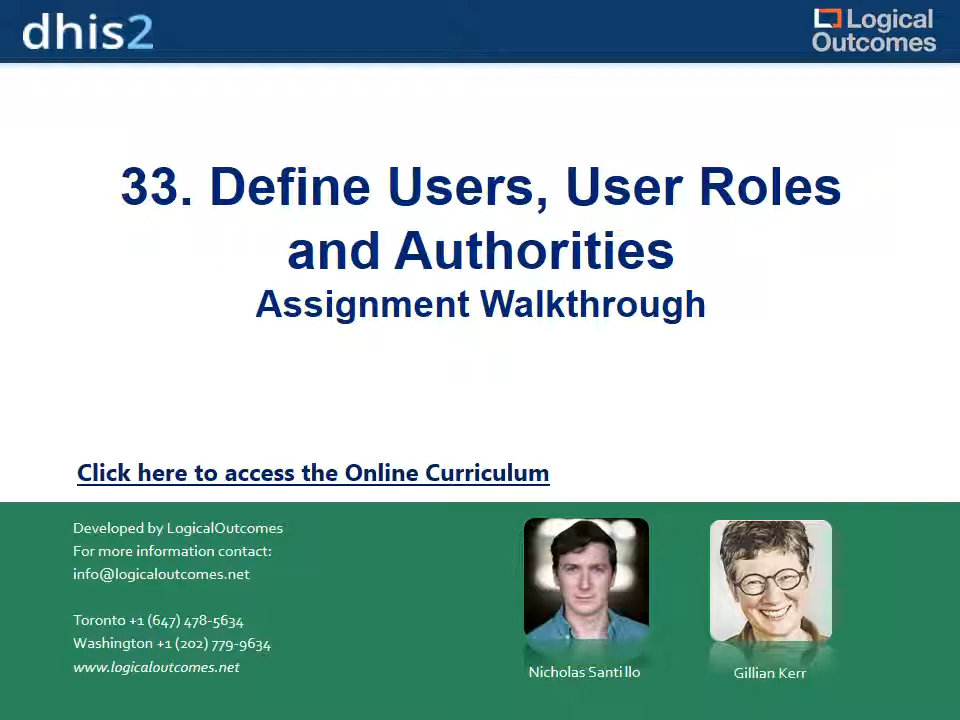 dhis2
Logical
Outcomes
33. Define Users, User Roles
and Authorities
Assignment Walkthrough
Click here to access the Online Curriculum
Developed by LogicalOutcomes
For more information contact:
info@logicaloutcomes.net
Toronto +1 (647) 478-5634
Washington +1 (202) 779-9634
www.logicaloutcomes.net
Nicholas Santillo
Gillian Kerr